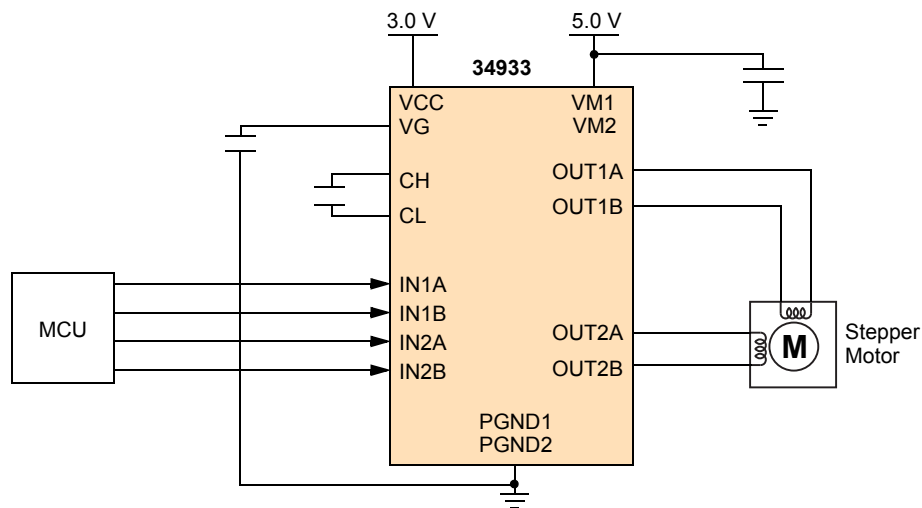 3.0 V
5.0 V
34933
VCC
VM1
VG
VM2
CH
OUT1A
CL
OUT1B
MCU
IN1A
IN1B
IN2A
IN2B
OUT2A
OUT2B
M
Stepper
Motor
PGND1
PGND2